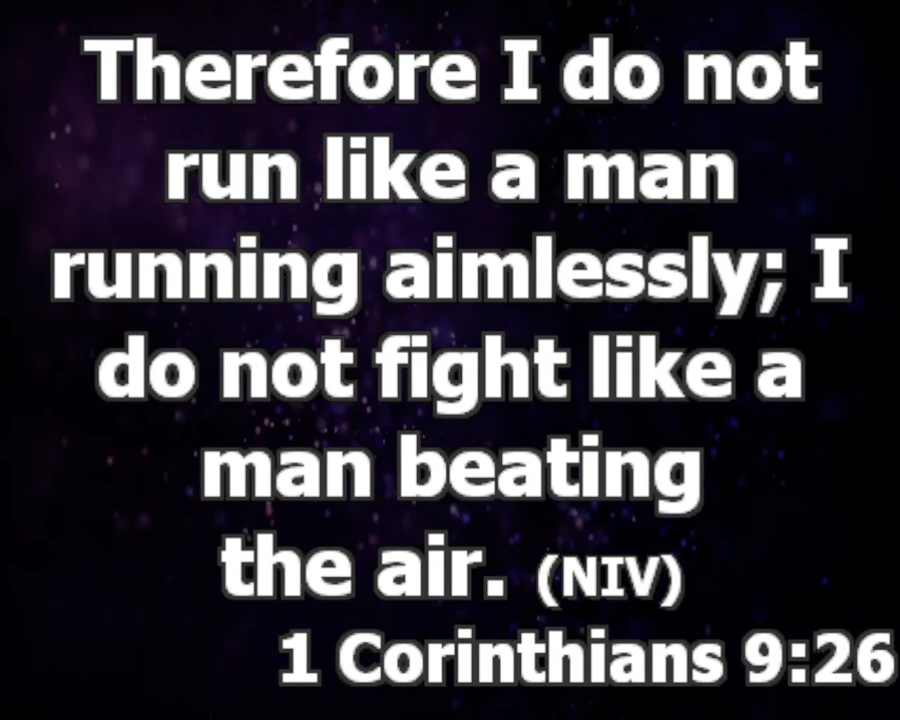 Therefore I do not
run like a man
running aimlessly; I
do not fight like a
man beating
the air. (NIV)
1 Corinthians 9:26